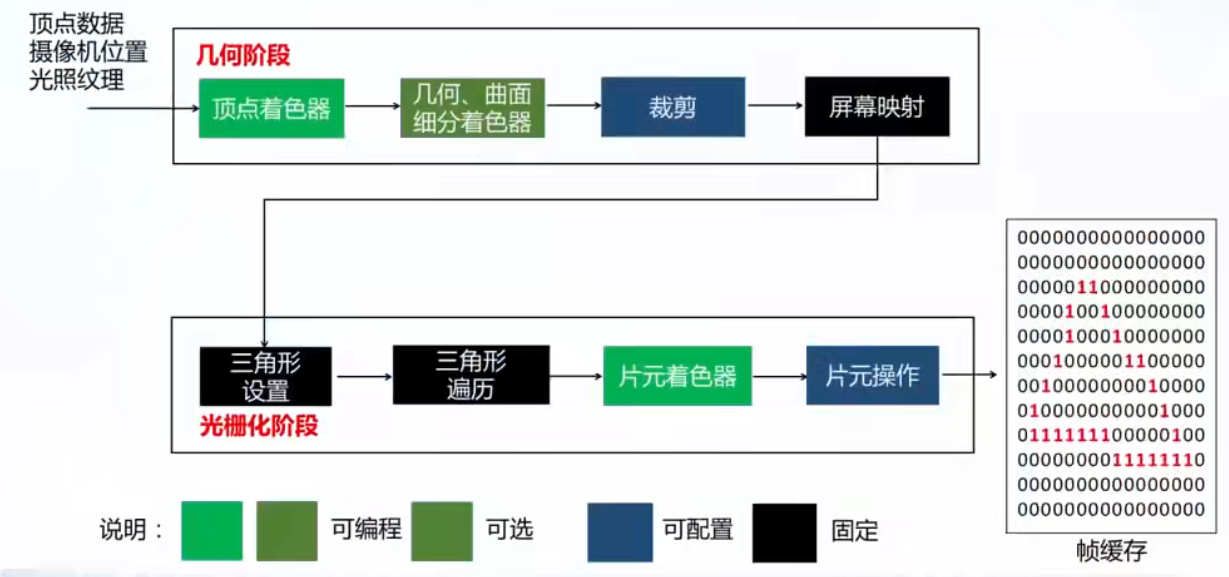 顶点数据
摄像机位置
光照纹理
几何阶段
顶点着色器
几何、曲面
细分着色器
裁剪
屏幕映射
三角形
设置
三角形
遍历
片元着色器
片元操作
光栅化阶段
0000000000000000
0000000000000000
0000011000000000
0000100100000000
0000100010000000
0001000001100000
0010000000010000
0100000000001000
0111111100000100
0000000011111110
0000000000000000
0000000000000000
帧缓存
说明：
可编程
可选
可配置
固定